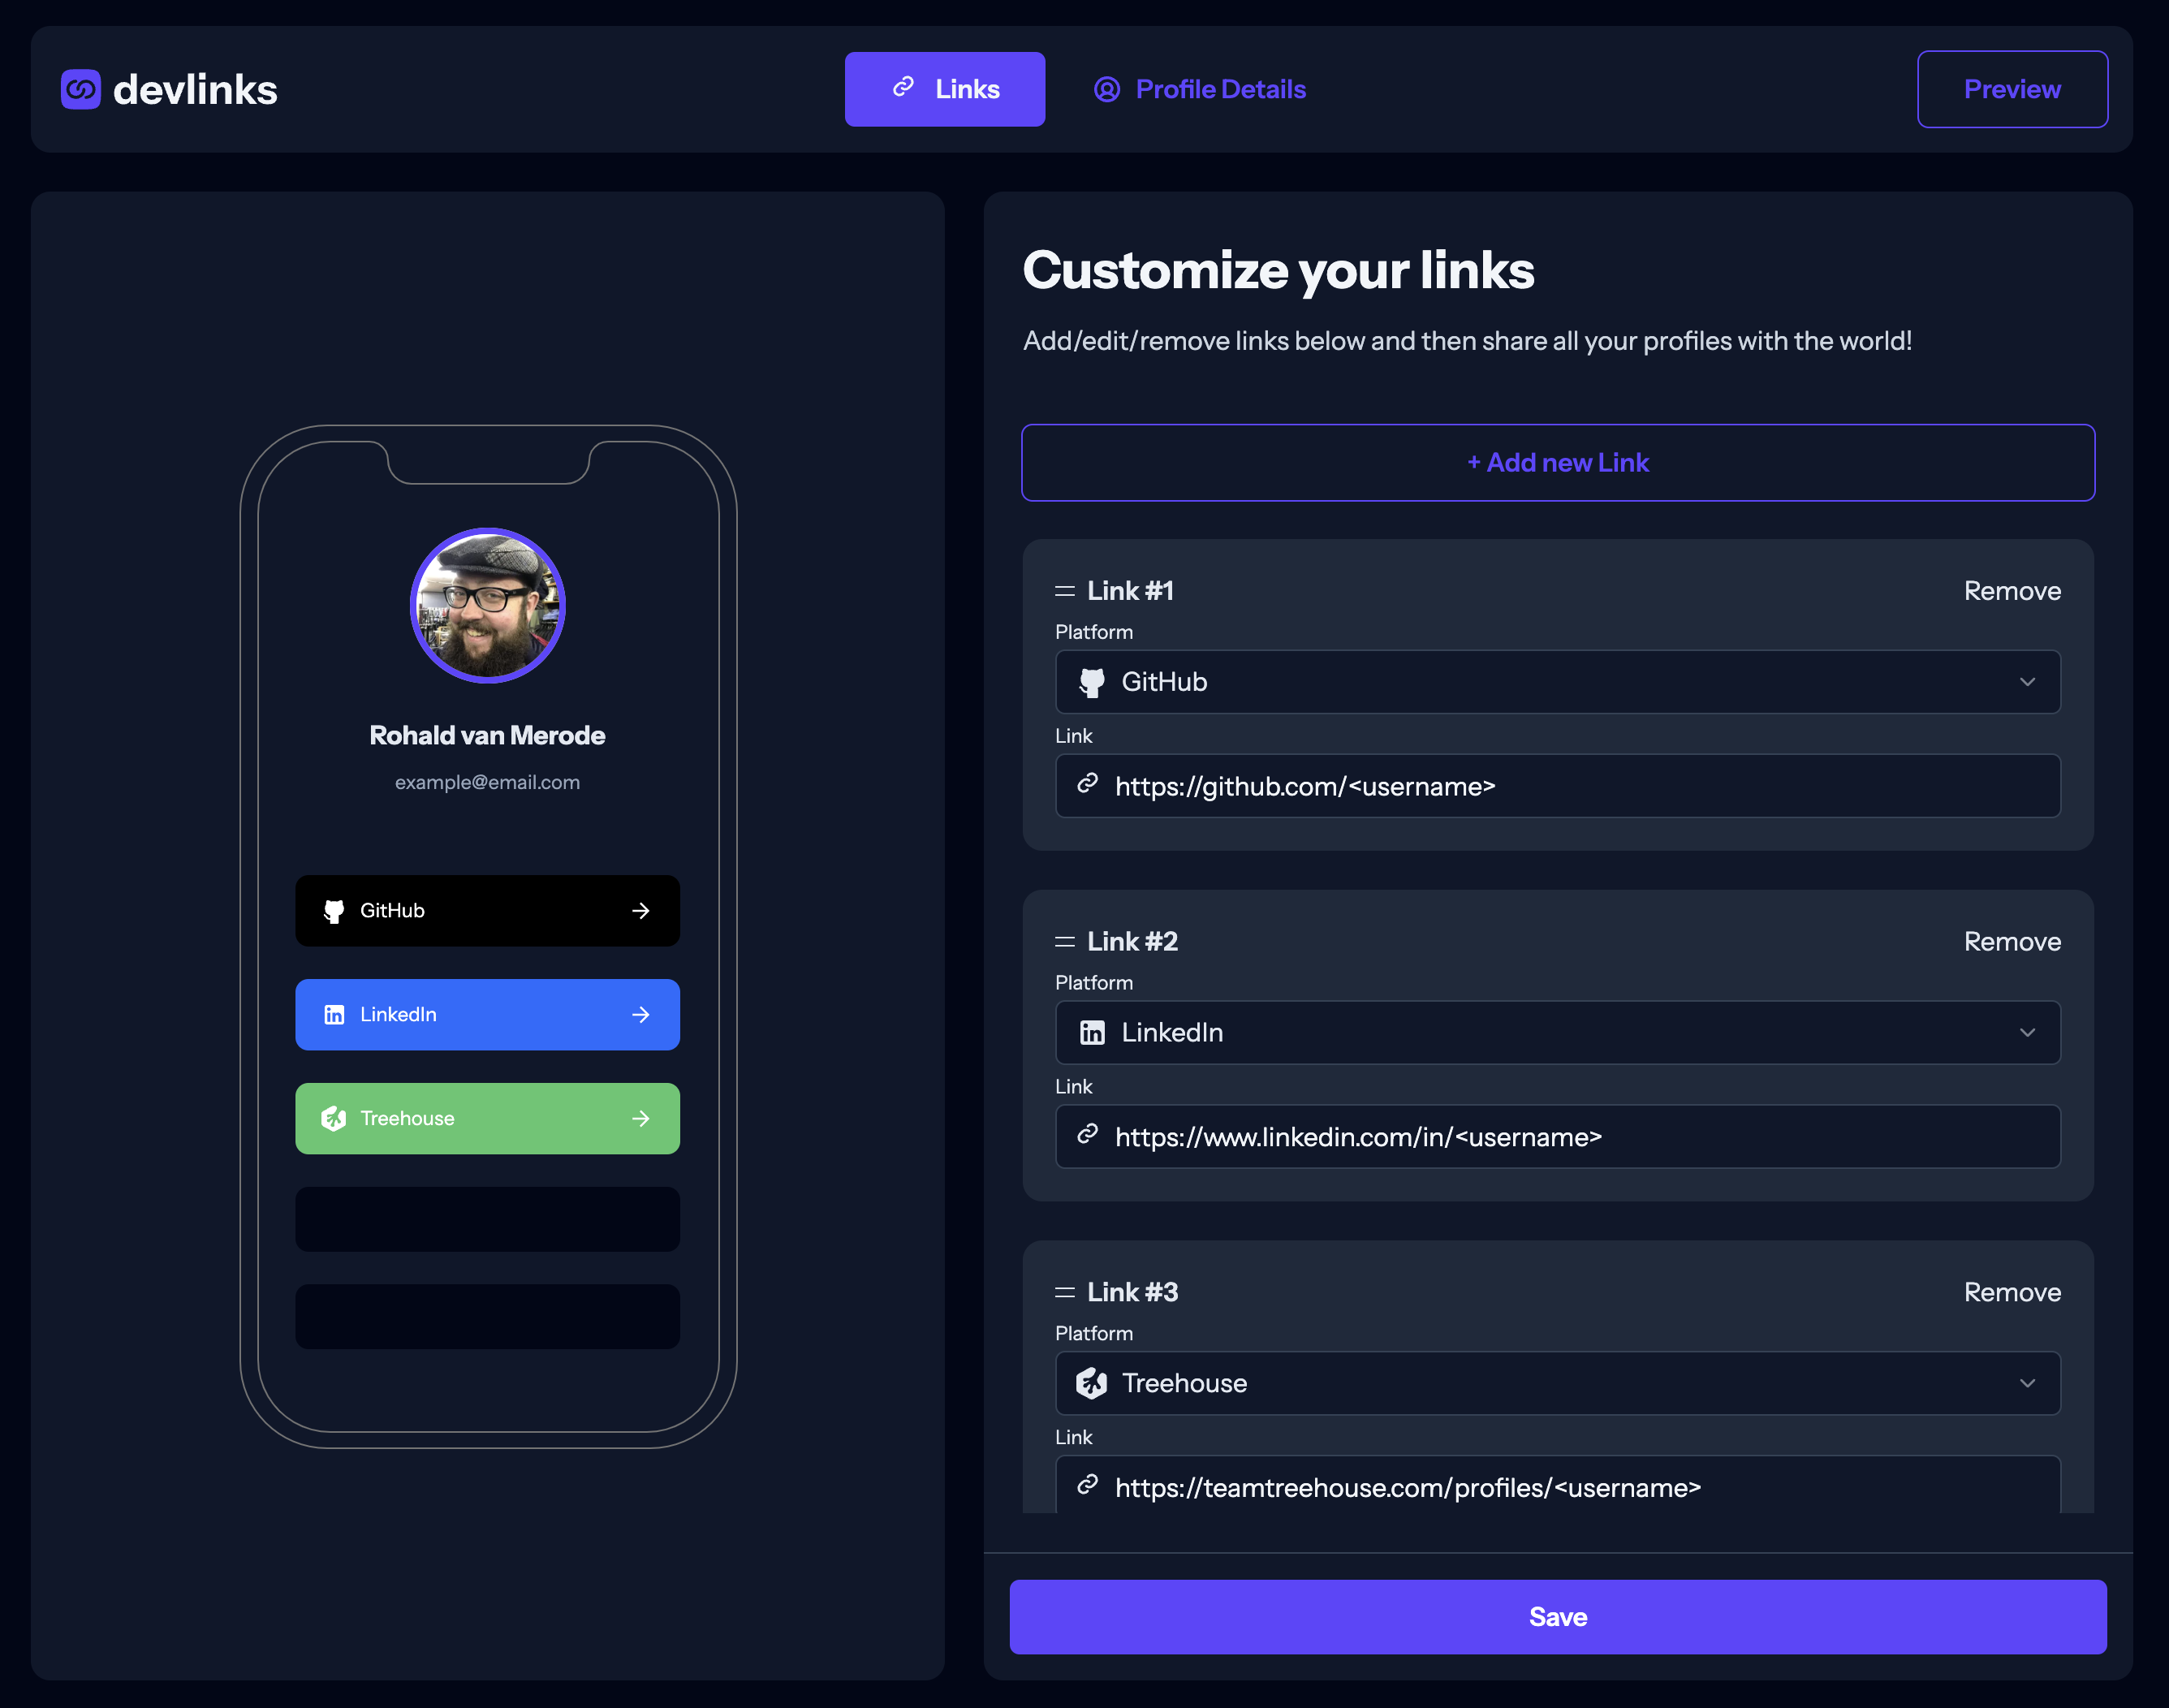 devlinks
Links
Profile Details
Preview
Rohald van Merode
example@email.com
GitHub
LinkedIn
Treehouse
Customize your links
Add/edit/remove links below and then share all your profiles with the world!
+ Add new Link
Link #1
Remove
Platform
GitHub
Link
https://github.com/<username>
Link #2
Remove
Platform
LinkedIn
Link
https://www.linkedin.com/in/<username>
Link #3
Remove
Platform
Treehouse
Link
https://teamtreehouse.com/profiles/<username>
Save